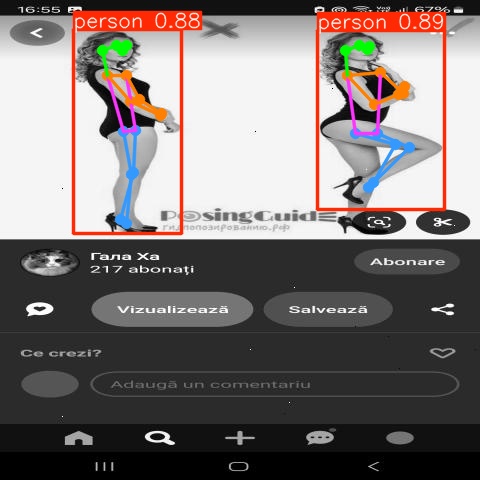 16:55
67%
person 0.88
person 0.89
PosingGuide
гидпопозированию.рф
Гала Ха
217 abonați
Abonare
Vizualizează
Salvează
Ce crezi?
Adaugă un comentariu